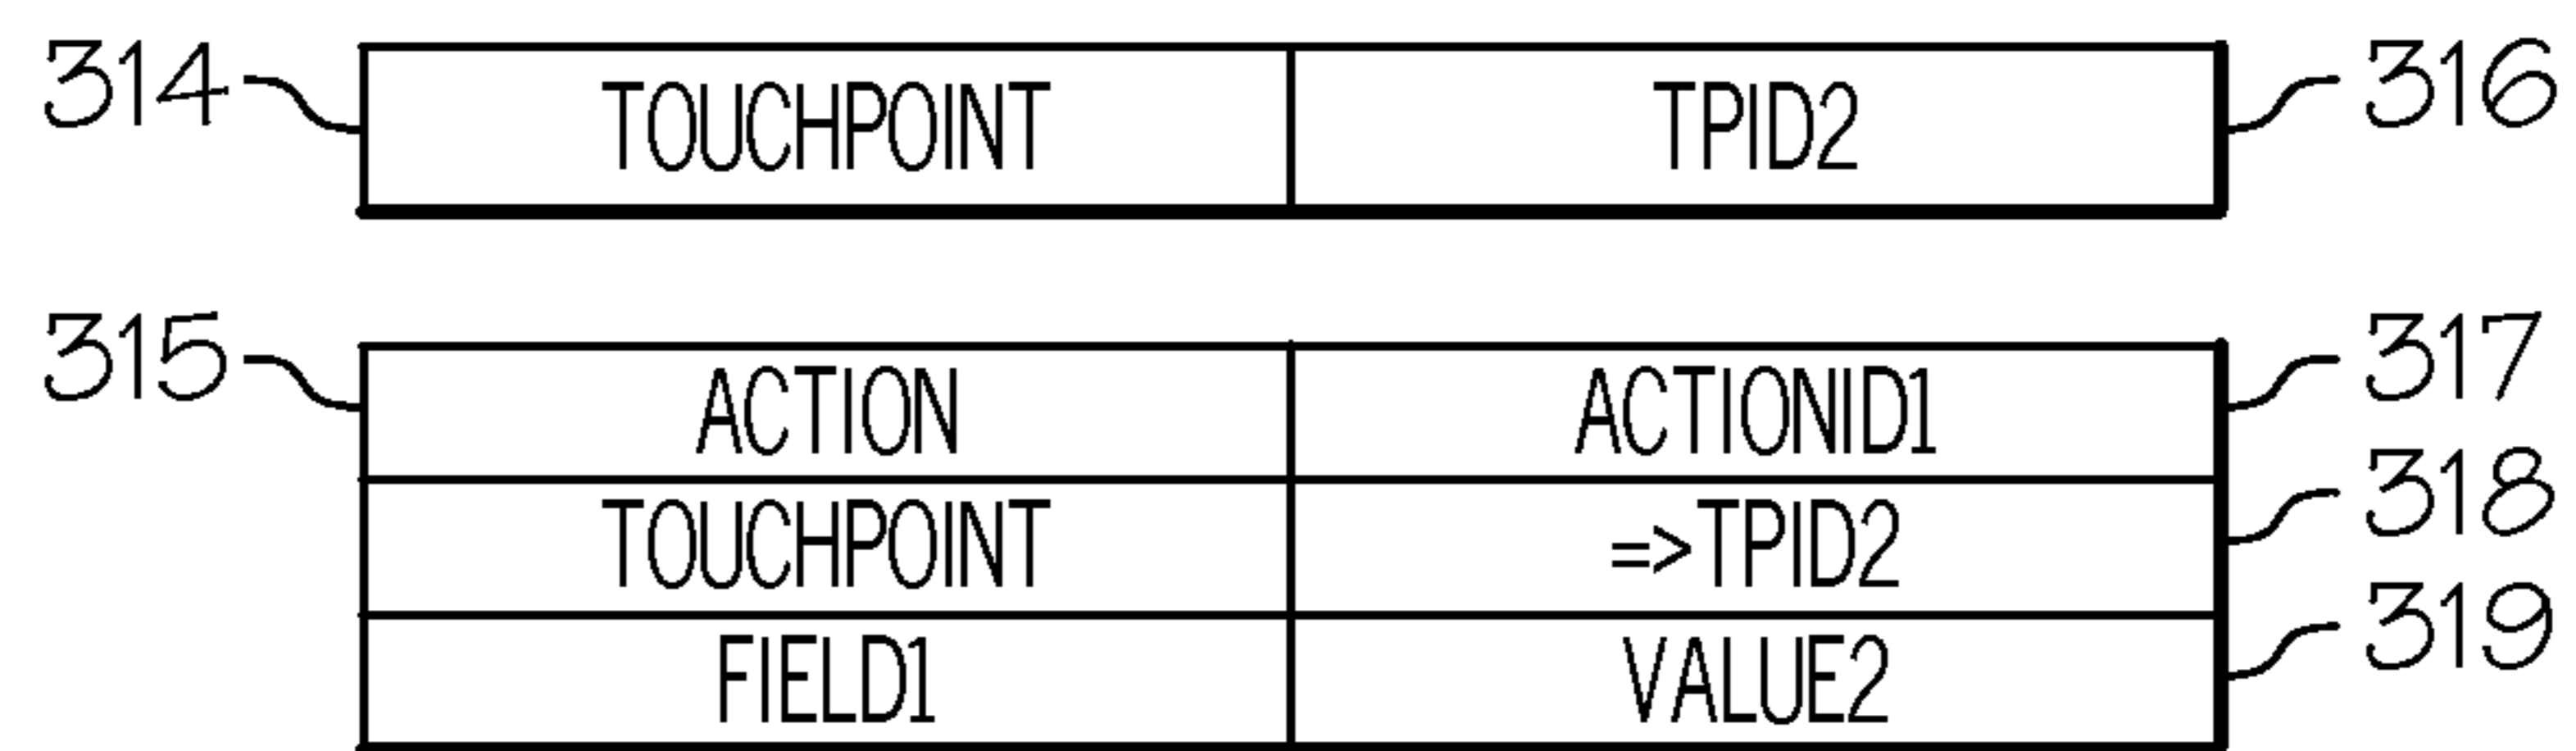 314 TOUCHPOINT TPID2 316
315 ACTION ACTIONID1 317
TOUCHPOINT =>TPID2 318
FIELD1 VALUE2 319